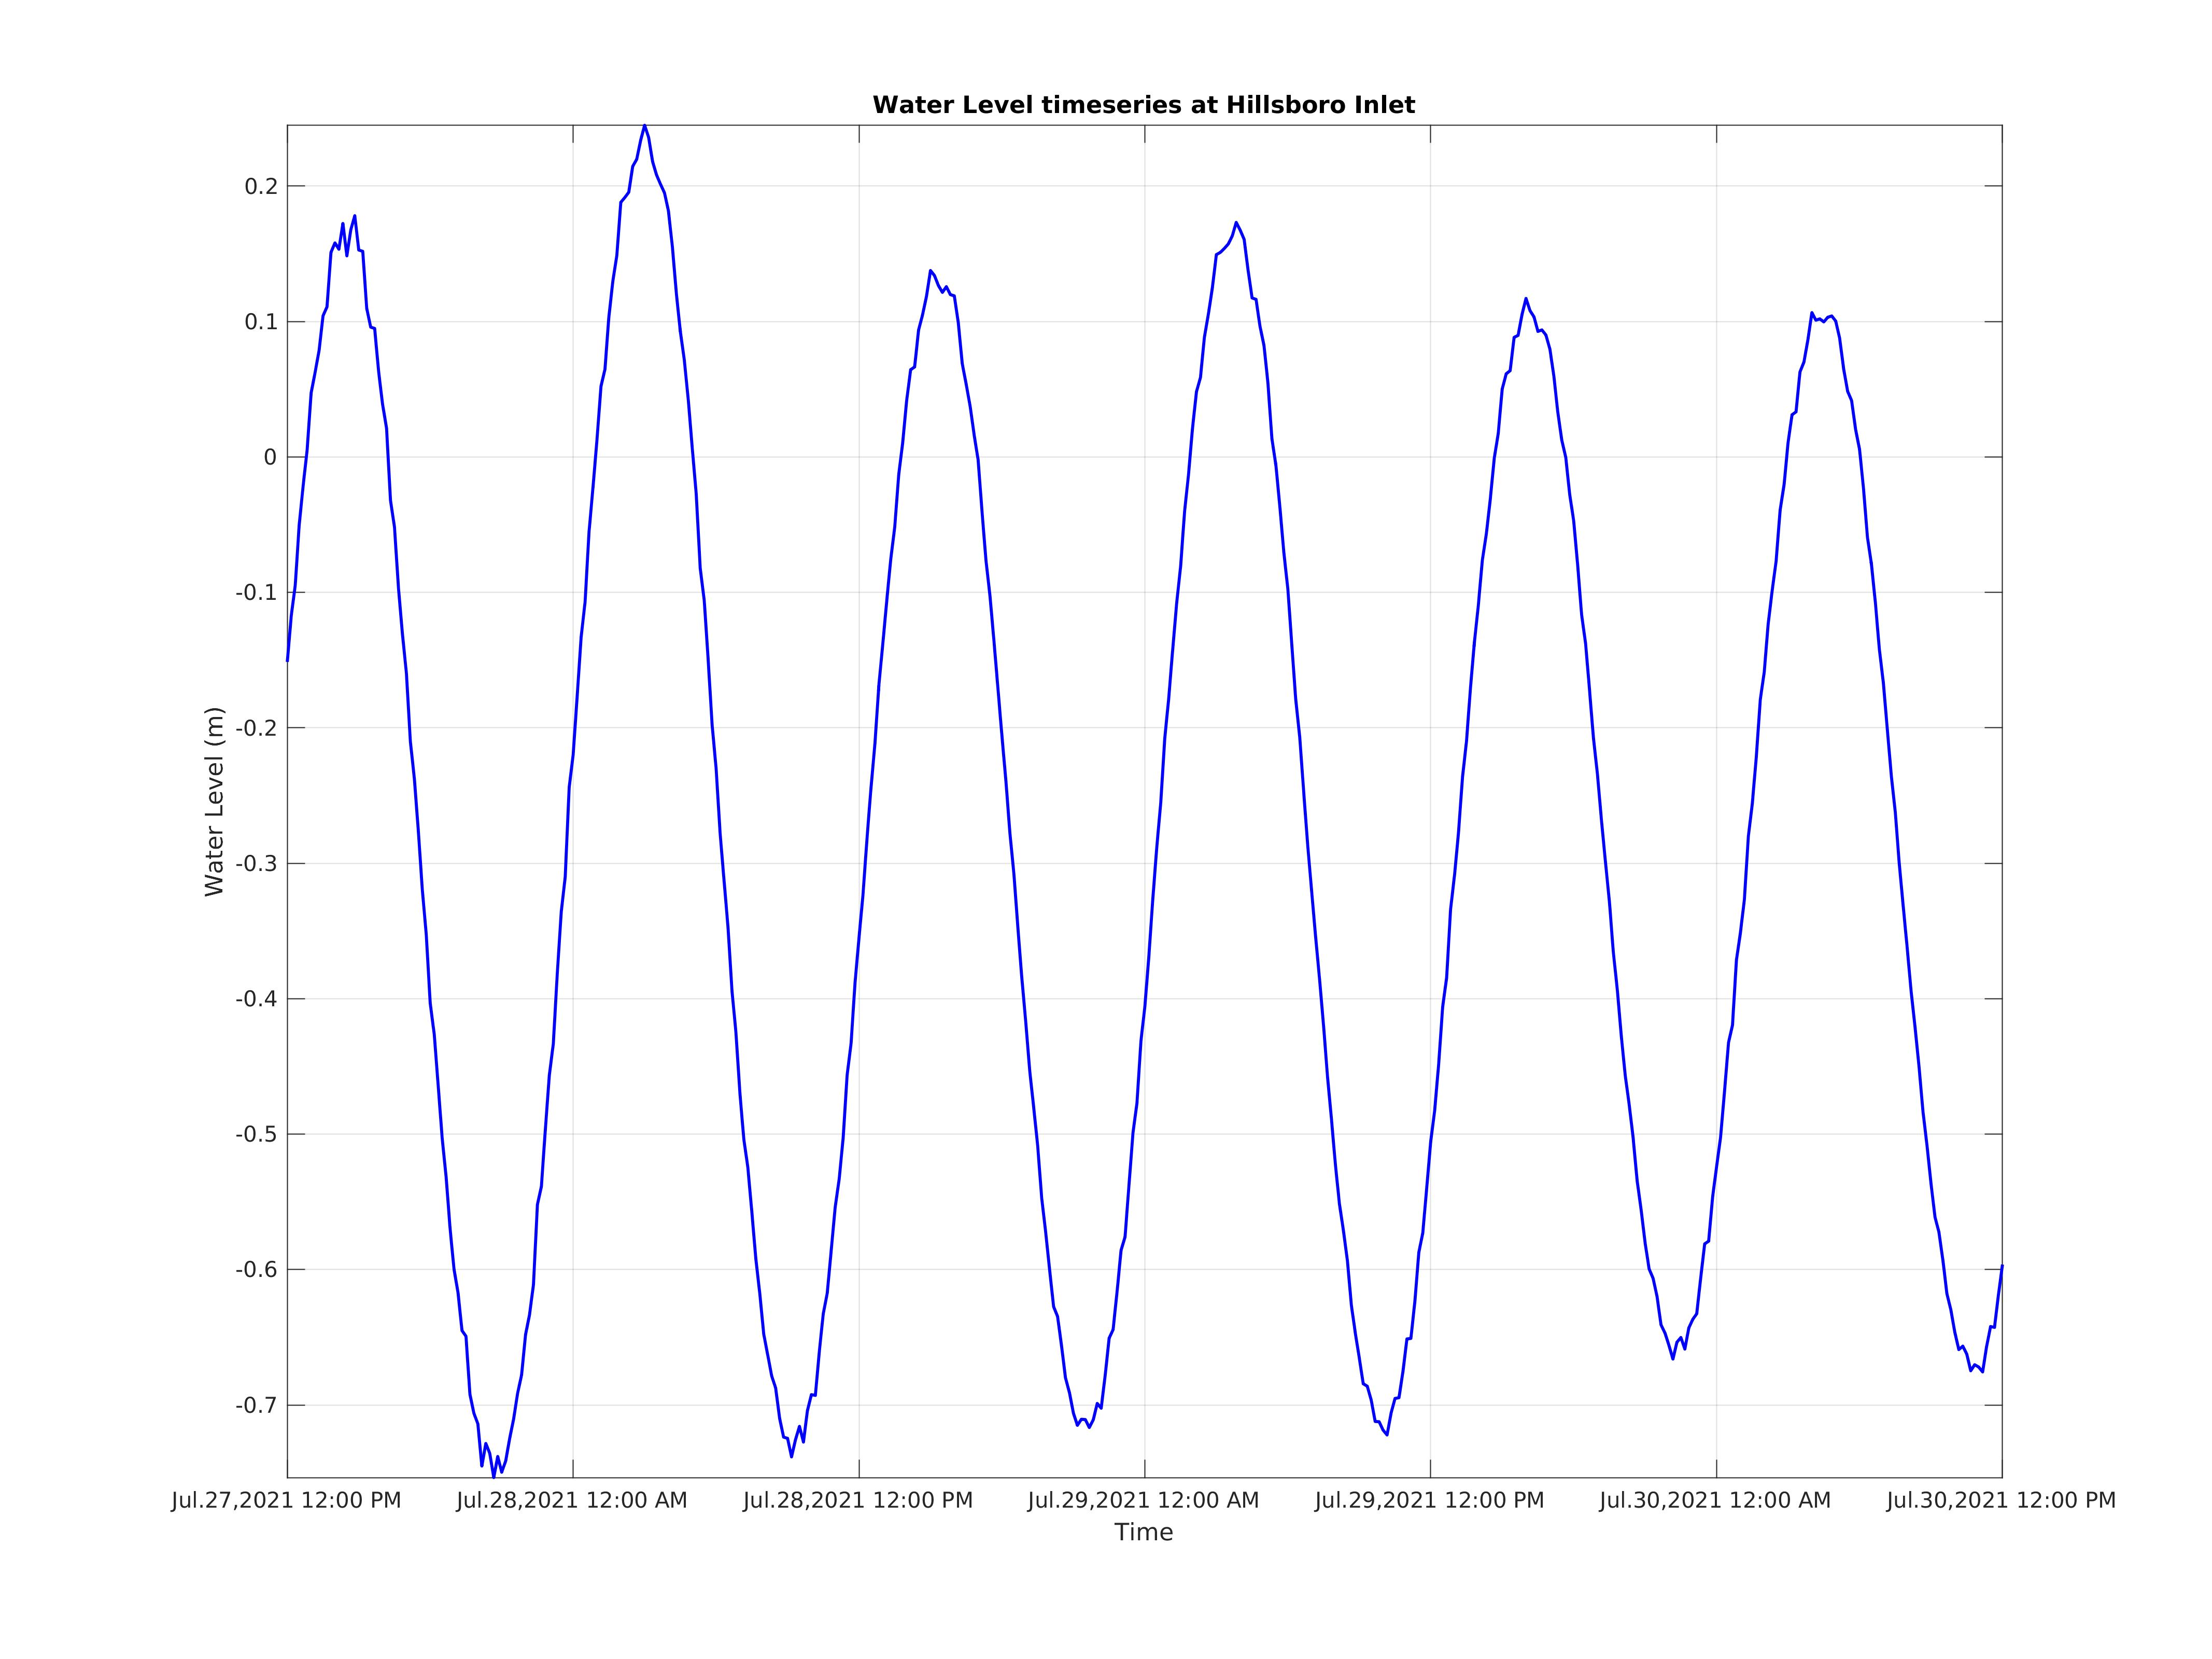 Water Level timeseries at Hillsboro Inlet
0.2
0.1
0
-0.1
-0.2
-0.3
-0.4
-0.5
-0.6
-0.7
Water Level (m)
Jul.27,2021 12:00 PM
Jul.28,2021 12:00 AM
Jul.28,2021 12:00 PM
Jul.29,2021 12:00 AM
Jul.29,2021 12:00 PM
Jul.30,2021 12:00 AM
Jul.30,2021 12:00 PM
Time